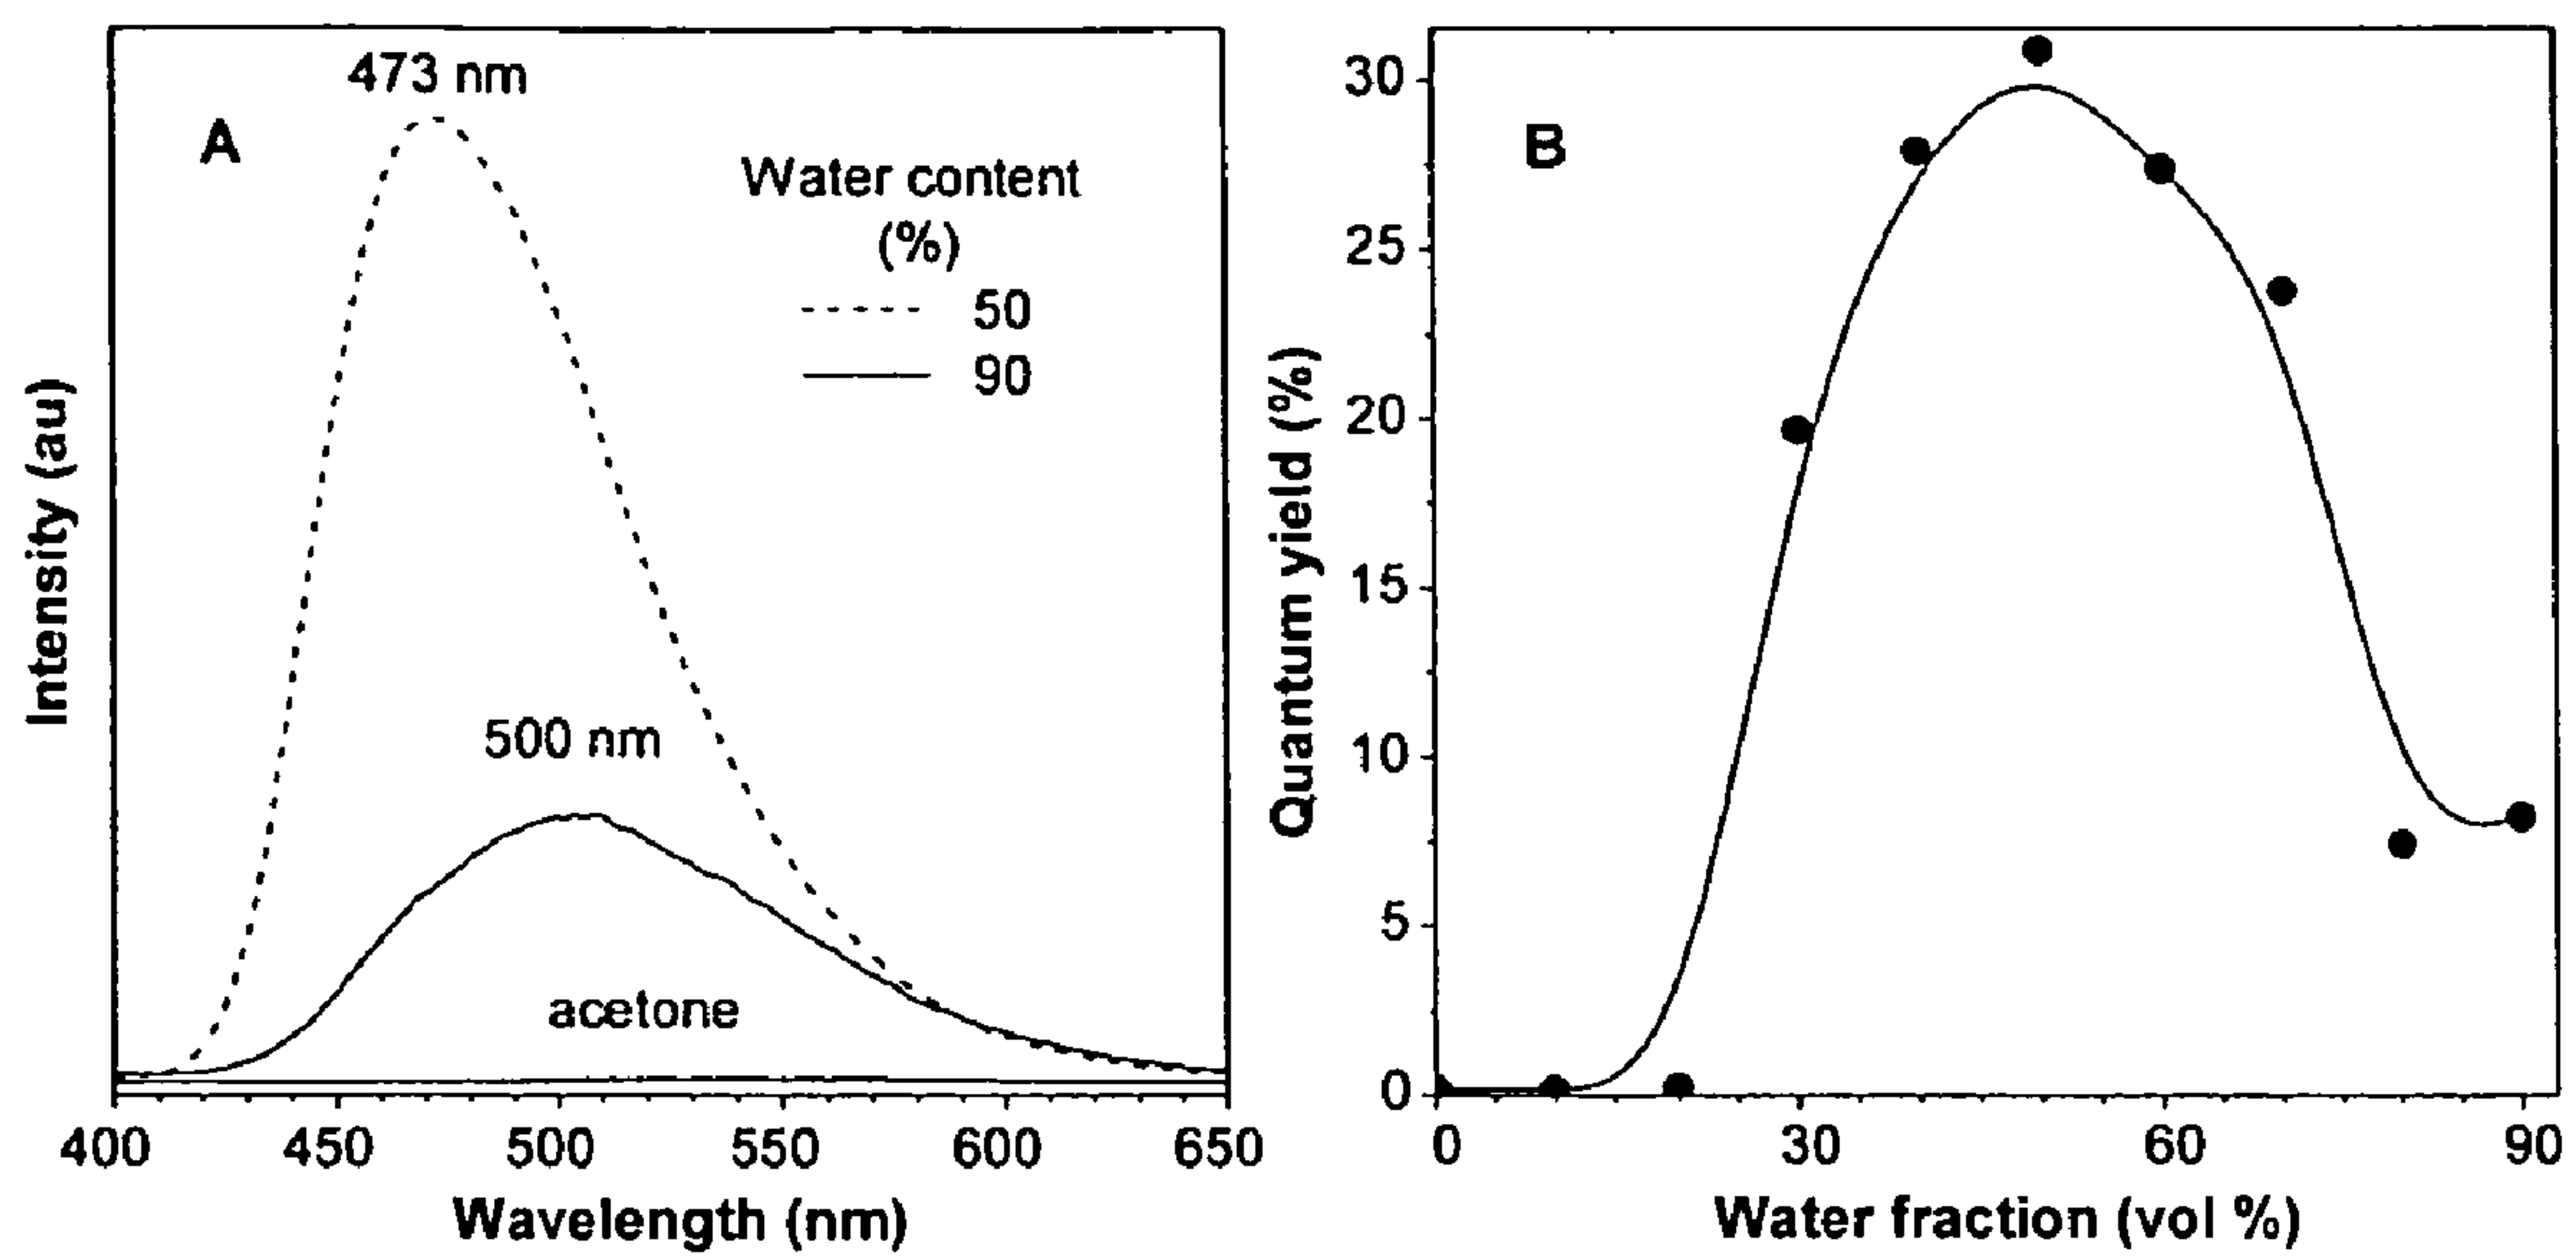 473 nm
A
Water content
(%)
50
90
500 nm
acetone
Intensity (au)
400 450 500 550 600 650
Wavelength (nm)
B
30
25
20
15
10
5
0
Quantum yield (%)
0 30 60 90
Water fraction (vol %)